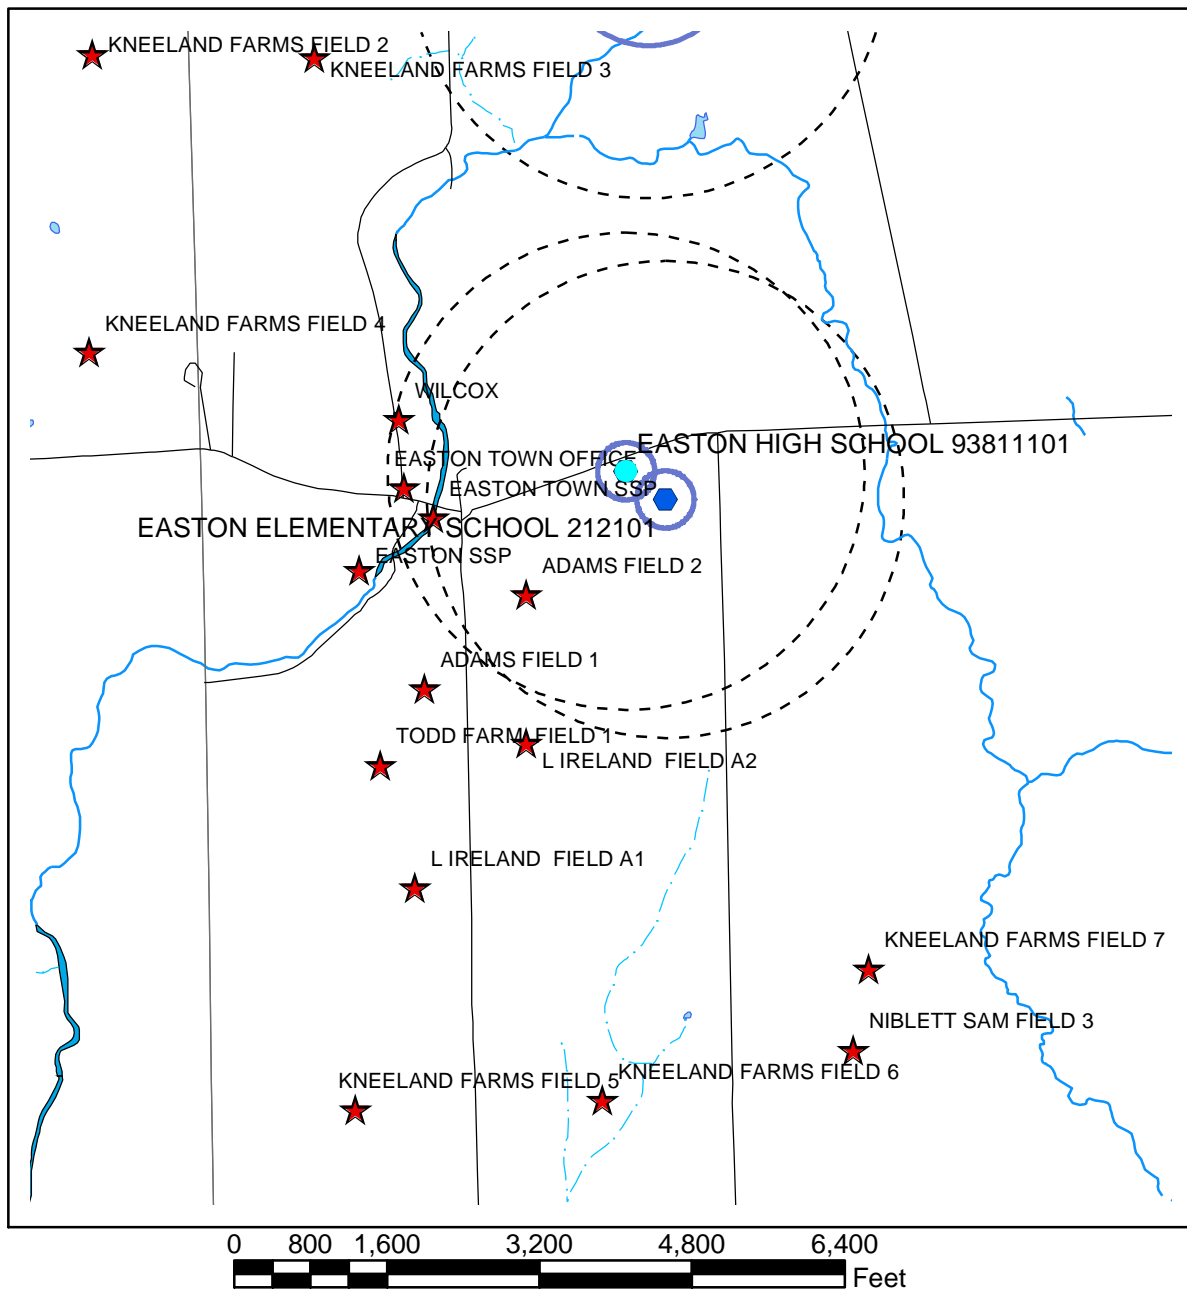 KNEELAND FARMS FIELD 2
KNEELAND FARMS FIELD 3
KNEELAND FARMS FIELD 4
WILCOX
EASTON HIGH SCHOOL 93811101
EASTON TOWN OFFICE
EASTON TOWN SSP
EASTON ELEMENTARY SCHOOL 212101
EASTON SSP
ADAMS FIELD 2
ADAMS FIELD 1
TODD FARM FIELD 1
L IRELAND FIELD A2
L IRELAND FIELD A1
KNEELAND FARMS FIELD 7
NIBLETT SAM FIELD 3
KNEELAND FARMS FIELD 6
KNEELAND FARMS FIELD 5
0 800 1,600 3,200 4,800 6,400
Feet